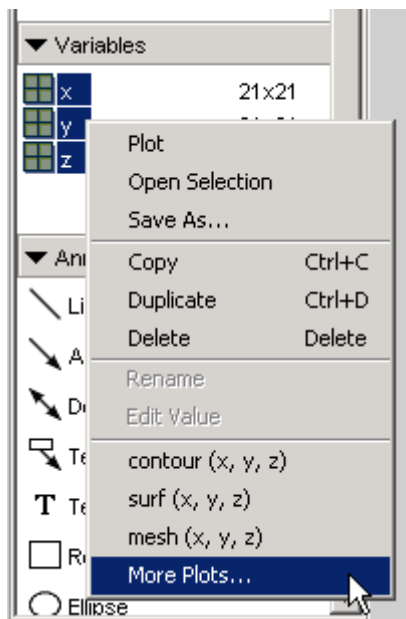 Variables
x 21x21
y
z
Plot
Open Selection
Save As...
Copy Ctrl+C
Duplicate Ctrl+D
Delete Delete
Rename
Edit Value
contour (x, y, z)
surf (x, y, z)
mesh (x, y, z)
More Plots...
T
Ellipse